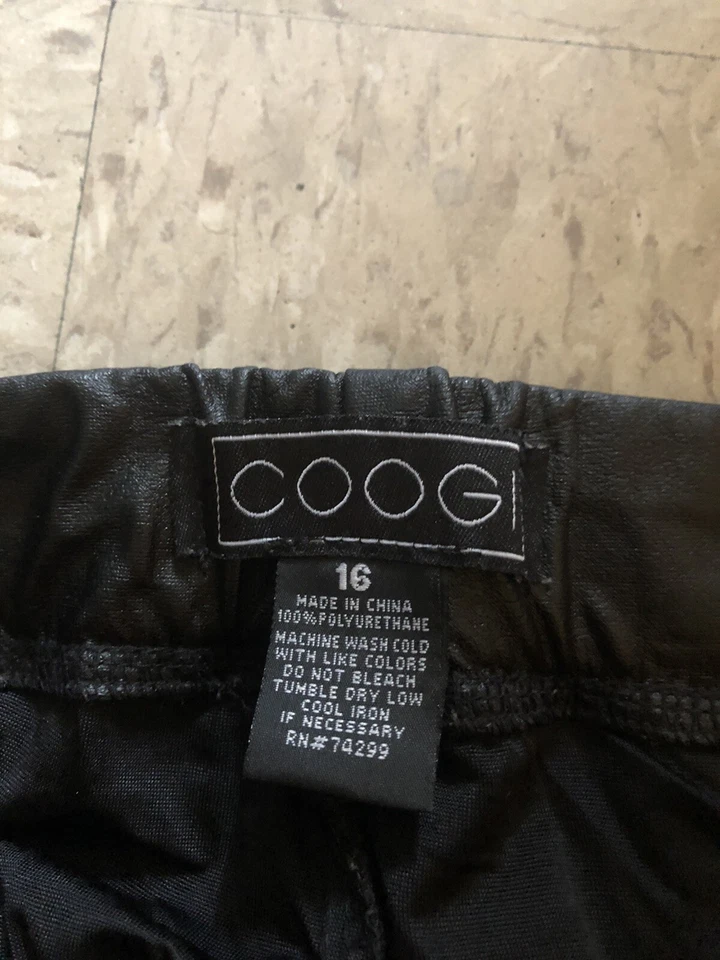 COOGI
16
MADE IN CHINA
100%POLYURETHANE
MACHINE WASH COLD
WITH LIKE COLORS
DO NOT BLEACH
TUMBLE DRY LOW
COOL IRON
IF NECESSARY
RN#74299